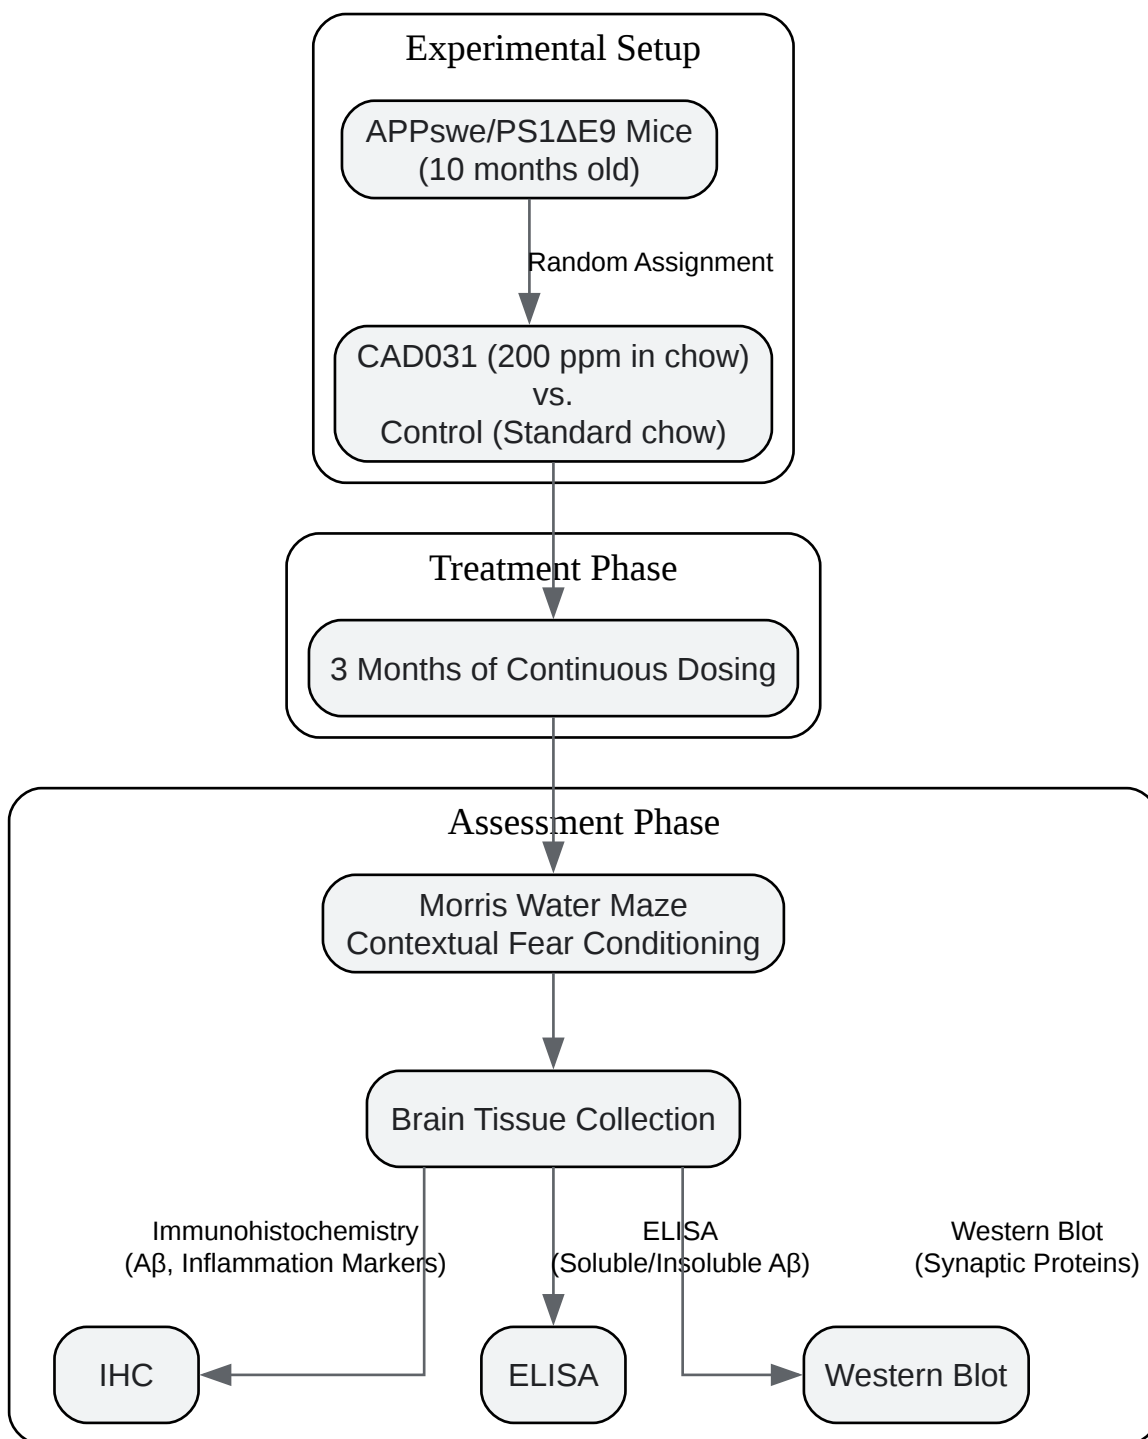 Experimental Setup
APPswe/PS1ΔE9 Mice
(10 months old)
Random Assignment
CAD031 (200 ppm in chow)
vs.
Control (Standard chow)
Treatment Phase
3 Months of Continuous Dosing
Assessment Phase
Morris Water Maze
Contextual Fear Conditioning
Brain Tissue Collection
Immunohistochemistry
(Aβ, Inflammation Markers)
ELISA
(Soluble/Insoluble Aβ)
Western Blot
(Synaptic Proteins)
IHC
ELISA
Western Blot